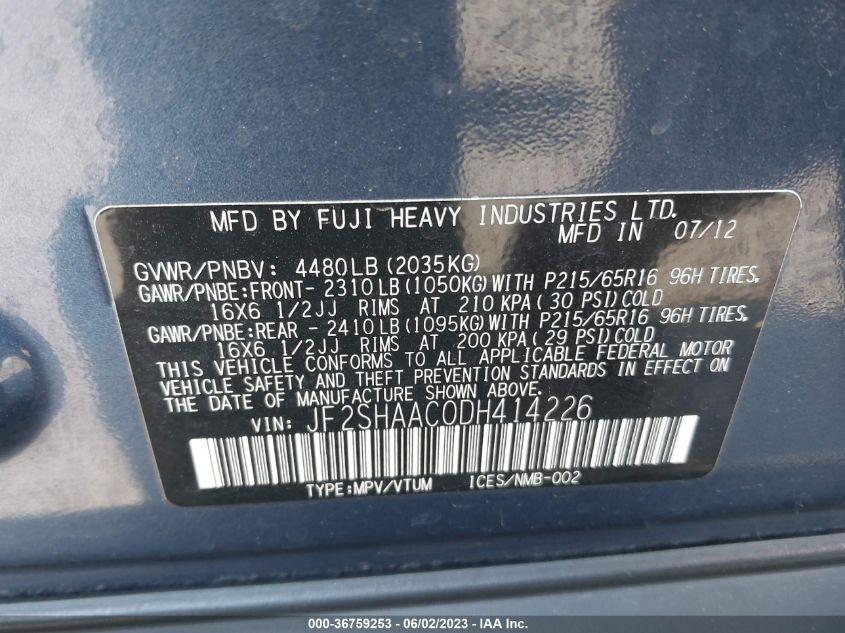 MFD BY FUJI HEAVY INDUSTRIES LTD.
MFD IN 07/12
GVWR/PNBV: 4480LB (2035KG)
GAWR/PNBE:FRONT- 2310LB(1050KG)WITH P215/65R16 96H TIRES,
16X6 1/2JJ RIMS AT 210 KPA( 30 PSI)COLD
GAWR/PNBE:REAR - 2410LB(1095KG)WITH P215/65R16 96H TIRES,
16X6 1/2JJ RIMS AT 200 KPA( 29 PSI)COLD
THIS VEHICLE CONFORMS TO ALL APPLICABLE FEDERAL MOTOR
VEHICLE SAFETY AND THEFT PREVENTION STANDARDS IN EFFECT ON
THE DATE OF MANUFACTURE SHOWN ABOVE.
VIN: JF2SHAAC0DH414226
TYPE:MPV/VTUM ICES/NMB-002
000-36759253 - 06/02/2023 - IAA Inc.